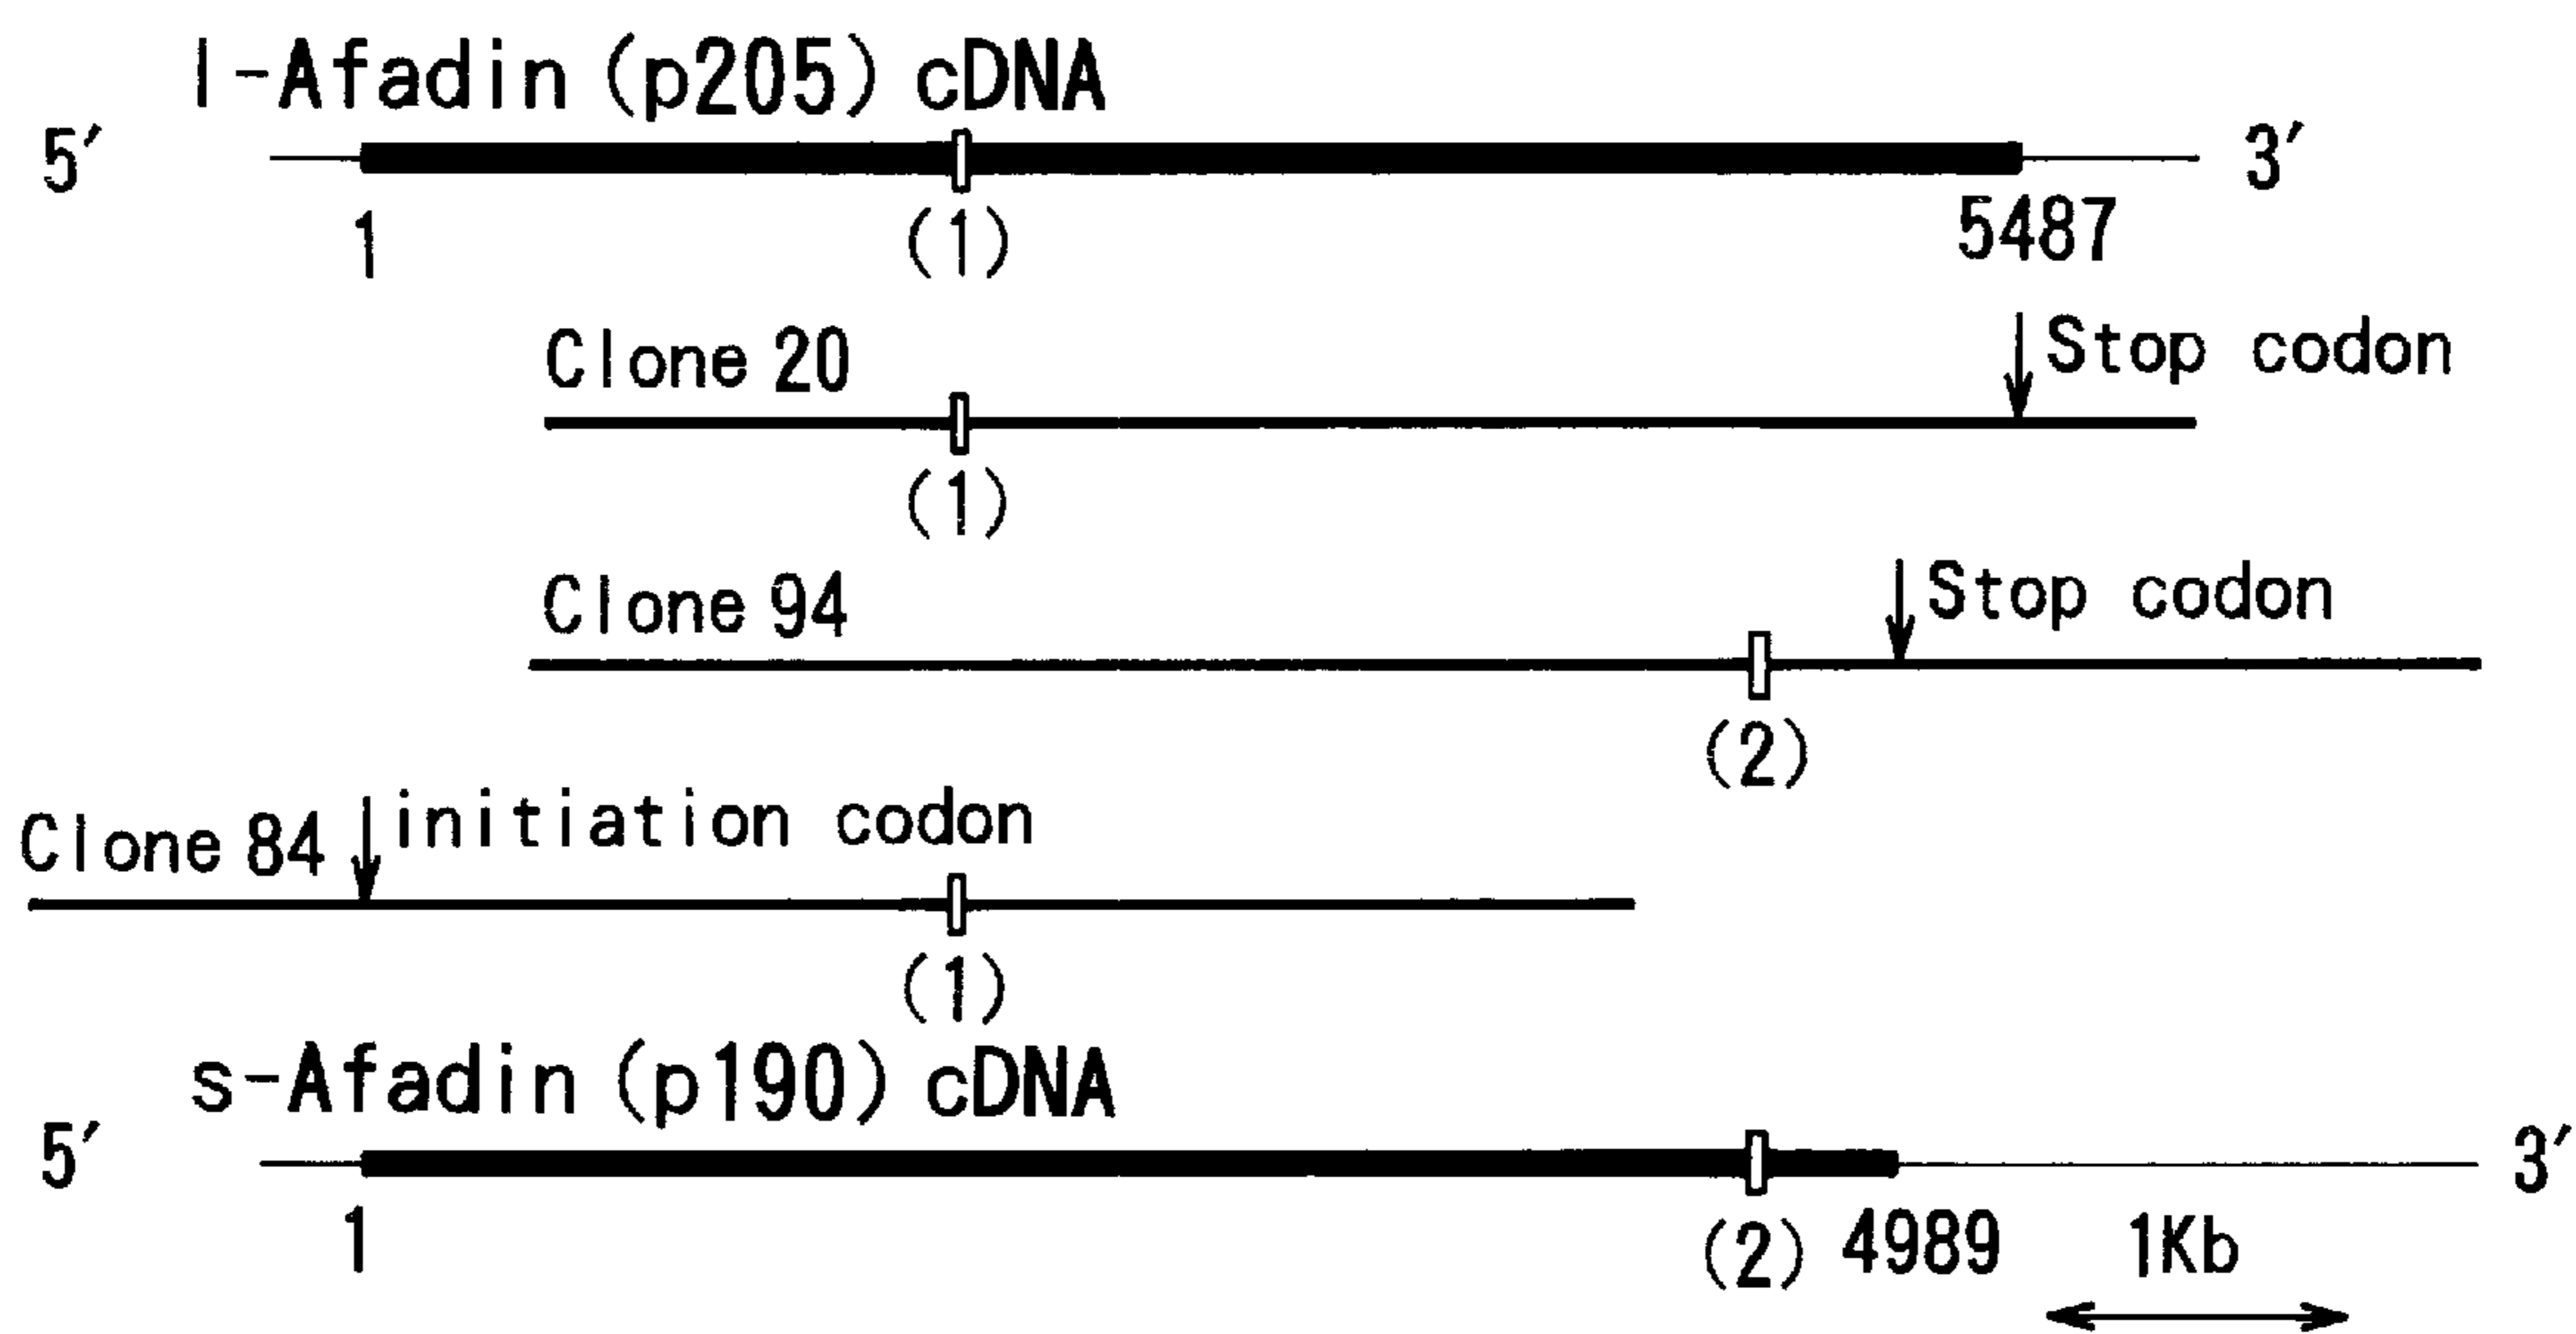 l-Afadin (p205) cDNA
5′ 3′
1 (1) 5487
Clone 20 Stop codon
(1)
Clone 94 Stop codon
(2)
Clone 84 initiation codon
(1)
s-Afadin (p190) cDNA
5′ 3′
1 (2) 4989 1Kb